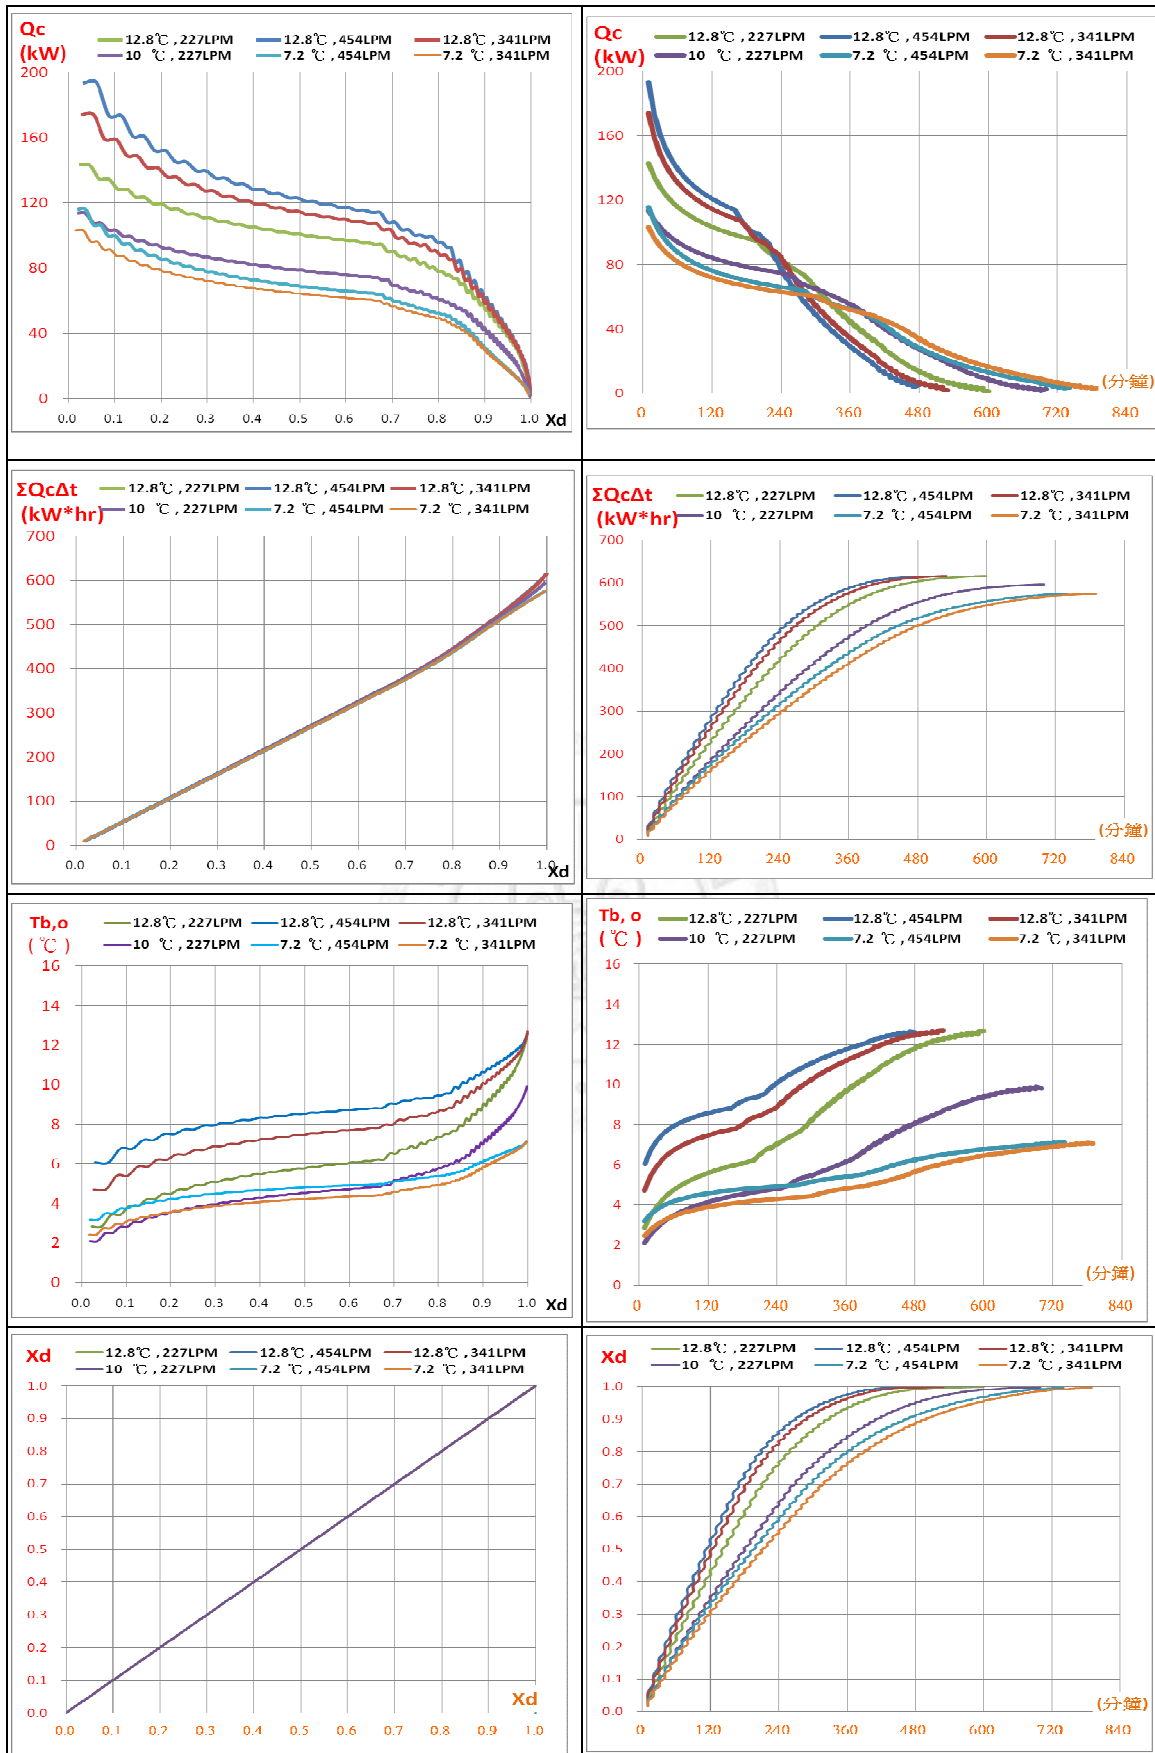 Qc
(kW)
12.8℃ , 227LPM 12.8℃ , 454LPM 12.8℃ , 341LPM
10 ℃ , 227LPM 7.2 ℃ , 454LPM 7.2 ℃ , 341LPM
200
160
120
80
40
0
0.0 0.1 0.2 0.3 0.4 0.5 0.6 0.7 0.8 0.9 1.0 Xd
Qc
(kW)
12.8℃ , 227LPM 12.8℃ , 454LPM 12.8℃ , 341LPM
10 ℃ , 227LPM 7.2 ℃ , 454LPM 7.2 ℃ , 341LPM
200
160
120
80
40
0
(分鐘)
0 120 240 360 480 600 720 840
ΣQcΔt
(kW*hr)
12.8℃ , 227LPM 12.8℃ , 454LPM 12.8℃ , 341LPM
10 ℃ , 227LPM 7.2 ℃ , 454LPM 7.2 ℃ , 341LPM
700
600
500
400
300
200
100
0
0.0 0.1 0.2 0.3 0.4 0.5 0.6 0.7 0.8 0.9 1.0 Xd
ΣQcΔt
(kW*hr)
12.8℃ , 227LPM 12.8℃ , 454LPM 12.8℃ , 341LPM
10 ℃ , 227LPM 7.2 ℃ , 454LPM 7.2 ℃ , 341LPM
700
600
500
400
300
200
100
0
(分鐘)
0 120 240 360 480 600 720 840
Tb,o
(℃)
12.8℃ , 227LPM 12.8℃ , 454LPM 12.8℃ , 341LPM
10 ℃ , 227LPM 7.2 ℃ , 454LPM 7.2 ℃ , 341LPM
16
14
12
10
8
6
4
2
0
0.0 0.1 0.2 0.3 0.4 0.5 0.6 0.7 0.8 0.9 1.0 Xd
Tb, o
(℃)
12.8℃ , 227LPM 12.8℃ , 454LPM 12.8℃ , 341LPM
10 ℃ , 227LPM 7.2 ℃ , 454LPM 7.2 ℃ , 341LPM
16
14
12
10
8
6
4
2
0
(分鐘)
0 120 240 360 480 600 720 840
Xd
12.8℃ , 227LPM 12.8℃ , 454LPM 12.8℃ , 341LPM
10 ℃ , 227LPM 7.2 ℃ , 454LPM 7.2 ℃ , 341LPM
1.0
0.9
0.8
0.7
0.6
0.5
0.4
0.3
0.2
0.1
0.0
Xd
0.0 0.1 0.2 0.3 0.4 0.5 0.6 0.7 0.8 0.9 1.0
Xd
12.8℃ , 227LPM 12.8℃ , 454LPM 12.8℃ , 341LPM
10 ℃ , 227LPM 7.2 ℃ , 454LPM 7.2 ℃ , 341LPM
1.0
0.9
0.8
0.7
0.6
0.5
0.4
0.3
0.2
0.1
0.0
(分鐘)
0 120 240 360 480 600 720 840